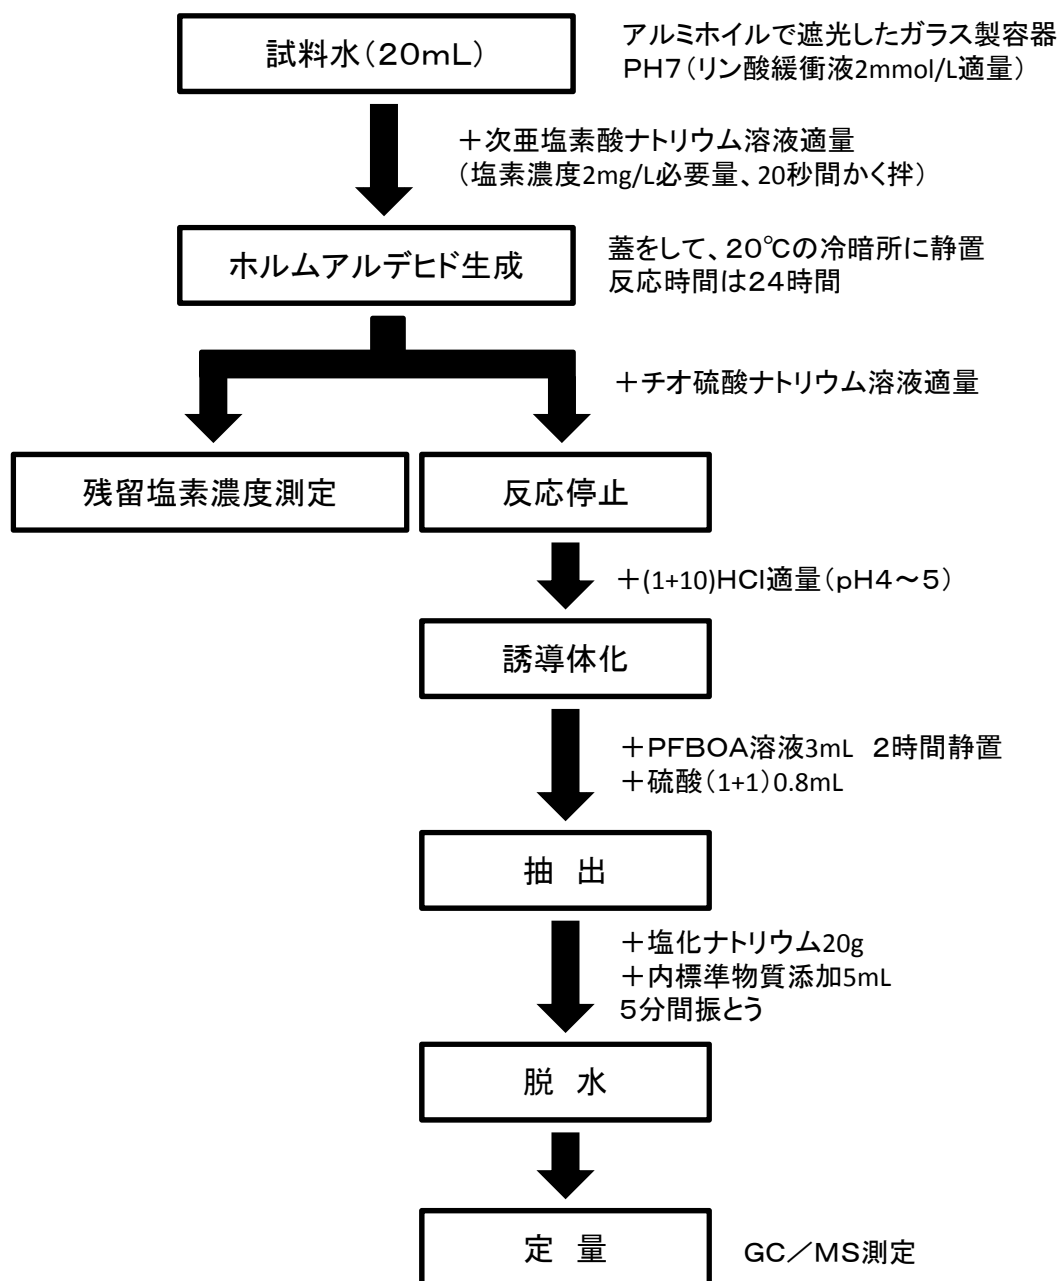 試料水（20mL）
アルミホイルで遮光したガラス製容器
PH7（リン酸緩衝液2mmol/L適量）
＋次亜塩素酸ナトリウム溶液適量
（塩素濃度2mg/L必要量、20秒間かく拌）
ホルムアルデヒド生成
蓋をして、20℃の冷暗所に静置
反応時間は24時間
＋チオ硫酸ナトリウム溶液適量
残留塩素濃度測定
反応停止
＋(1+10)HCl適量（pH4～5）
誘導体化
＋PFBOA溶液3mL　2時間静置
＋硫酸（1+1）0.8mL
抽　出
＋塩化ナトリウム20g
＋内標準物質添加5mL
5分間振とう
脱　水
定　量
GC／MS測定